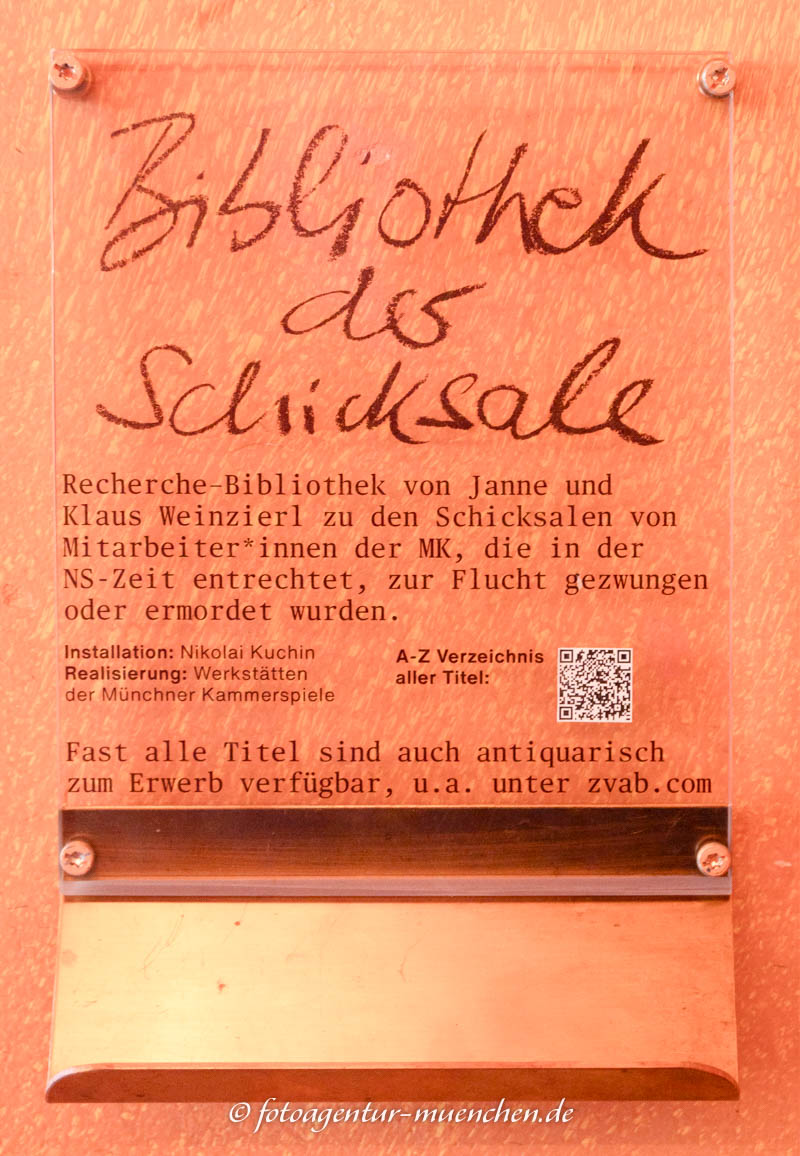 Bibliothek
der
Schicksale
Recherche-Bibliothek von Janne und
Klaus Weinzierl zu den Schicksalen von
Mitarbeiter*innen der MK, die in der
NS-Zeit entrechtet, zur Flucht gezwungen
oder ermordet wurden.
Installation: Nikolai Kuchin
Realisierung: Werkstätten
der Münchner Kammerspiele
A-Z Verzeichnis
aller Titel:
Fast alle Titel sind auch antiquarisch
zum Erwerb verfügbar, u.a. unter zvab.com
© fotoagentur-muenchen.de